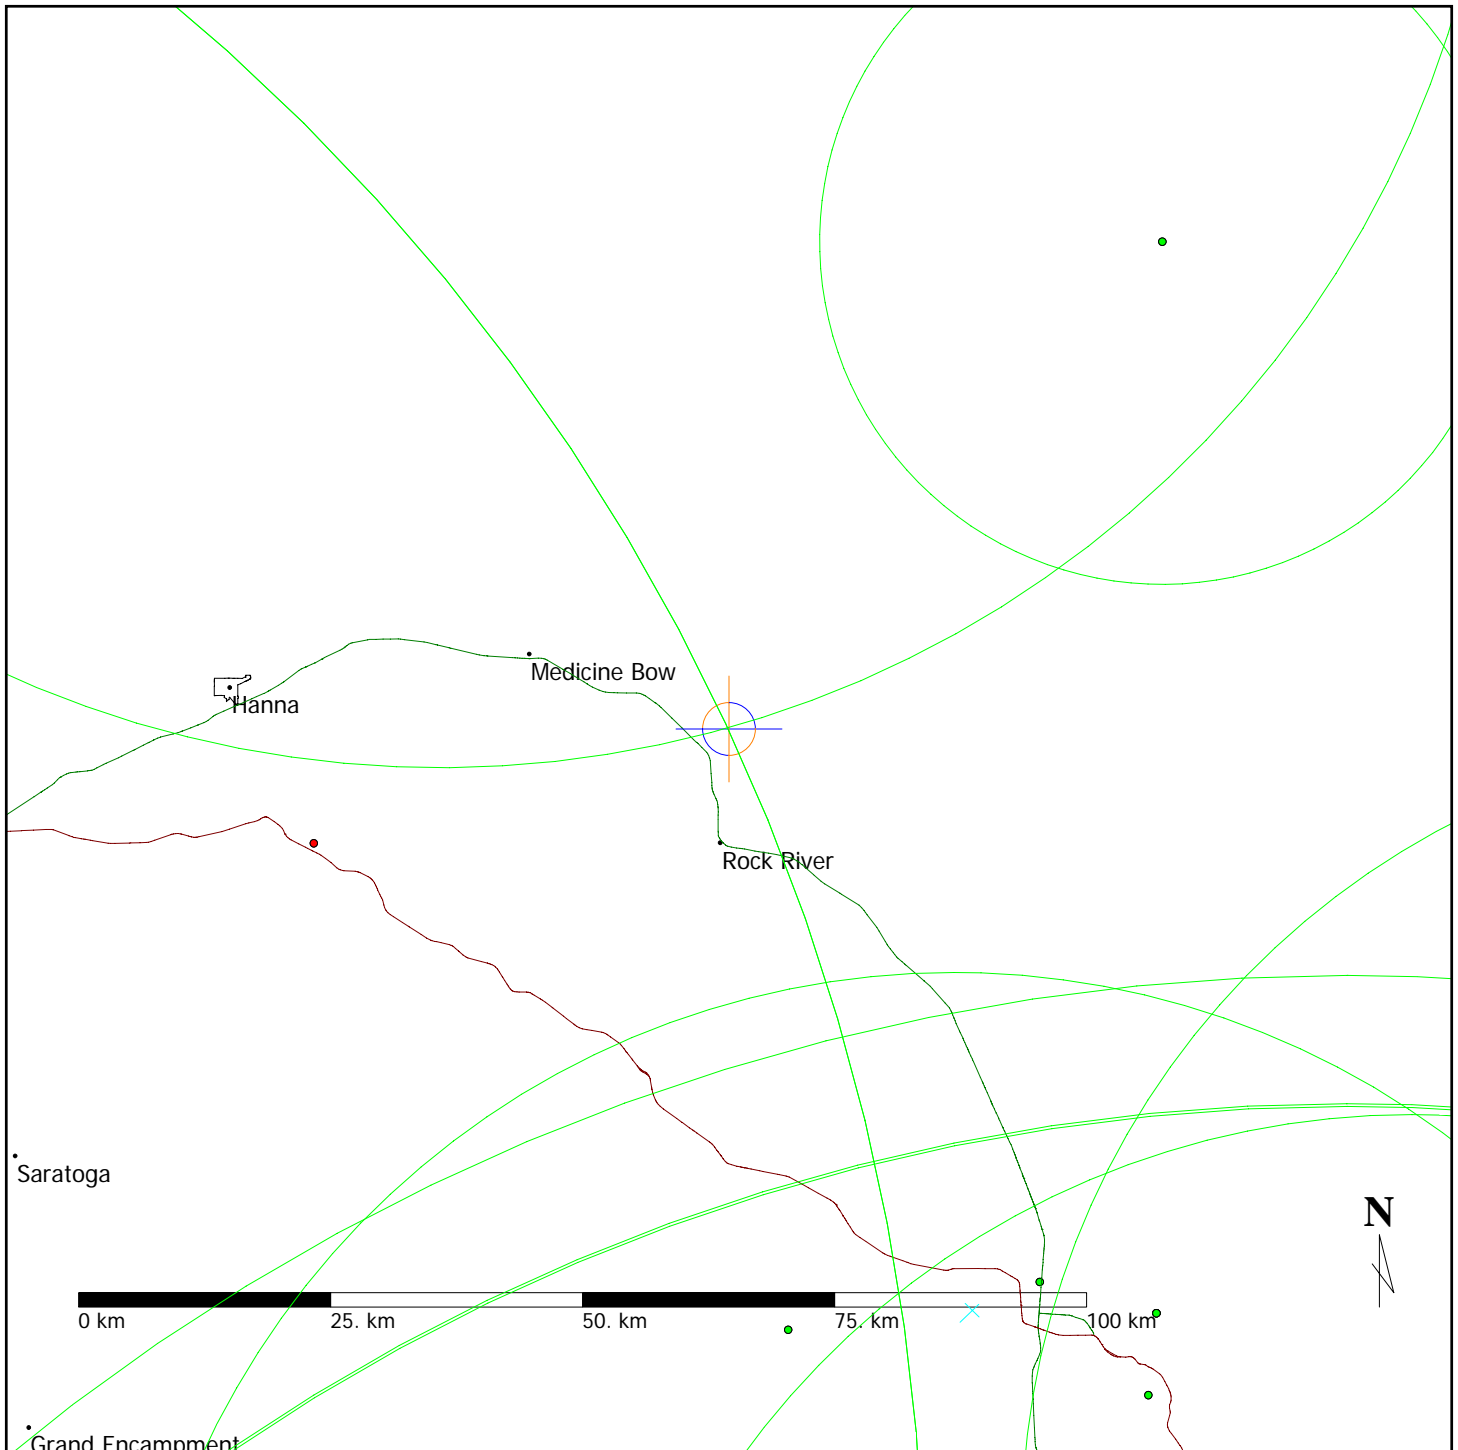 Medicine Bow
Hanna
Rock River
Saratoga
N
0 km 25. km 50. km 75. km 100 km
Grand Encampment